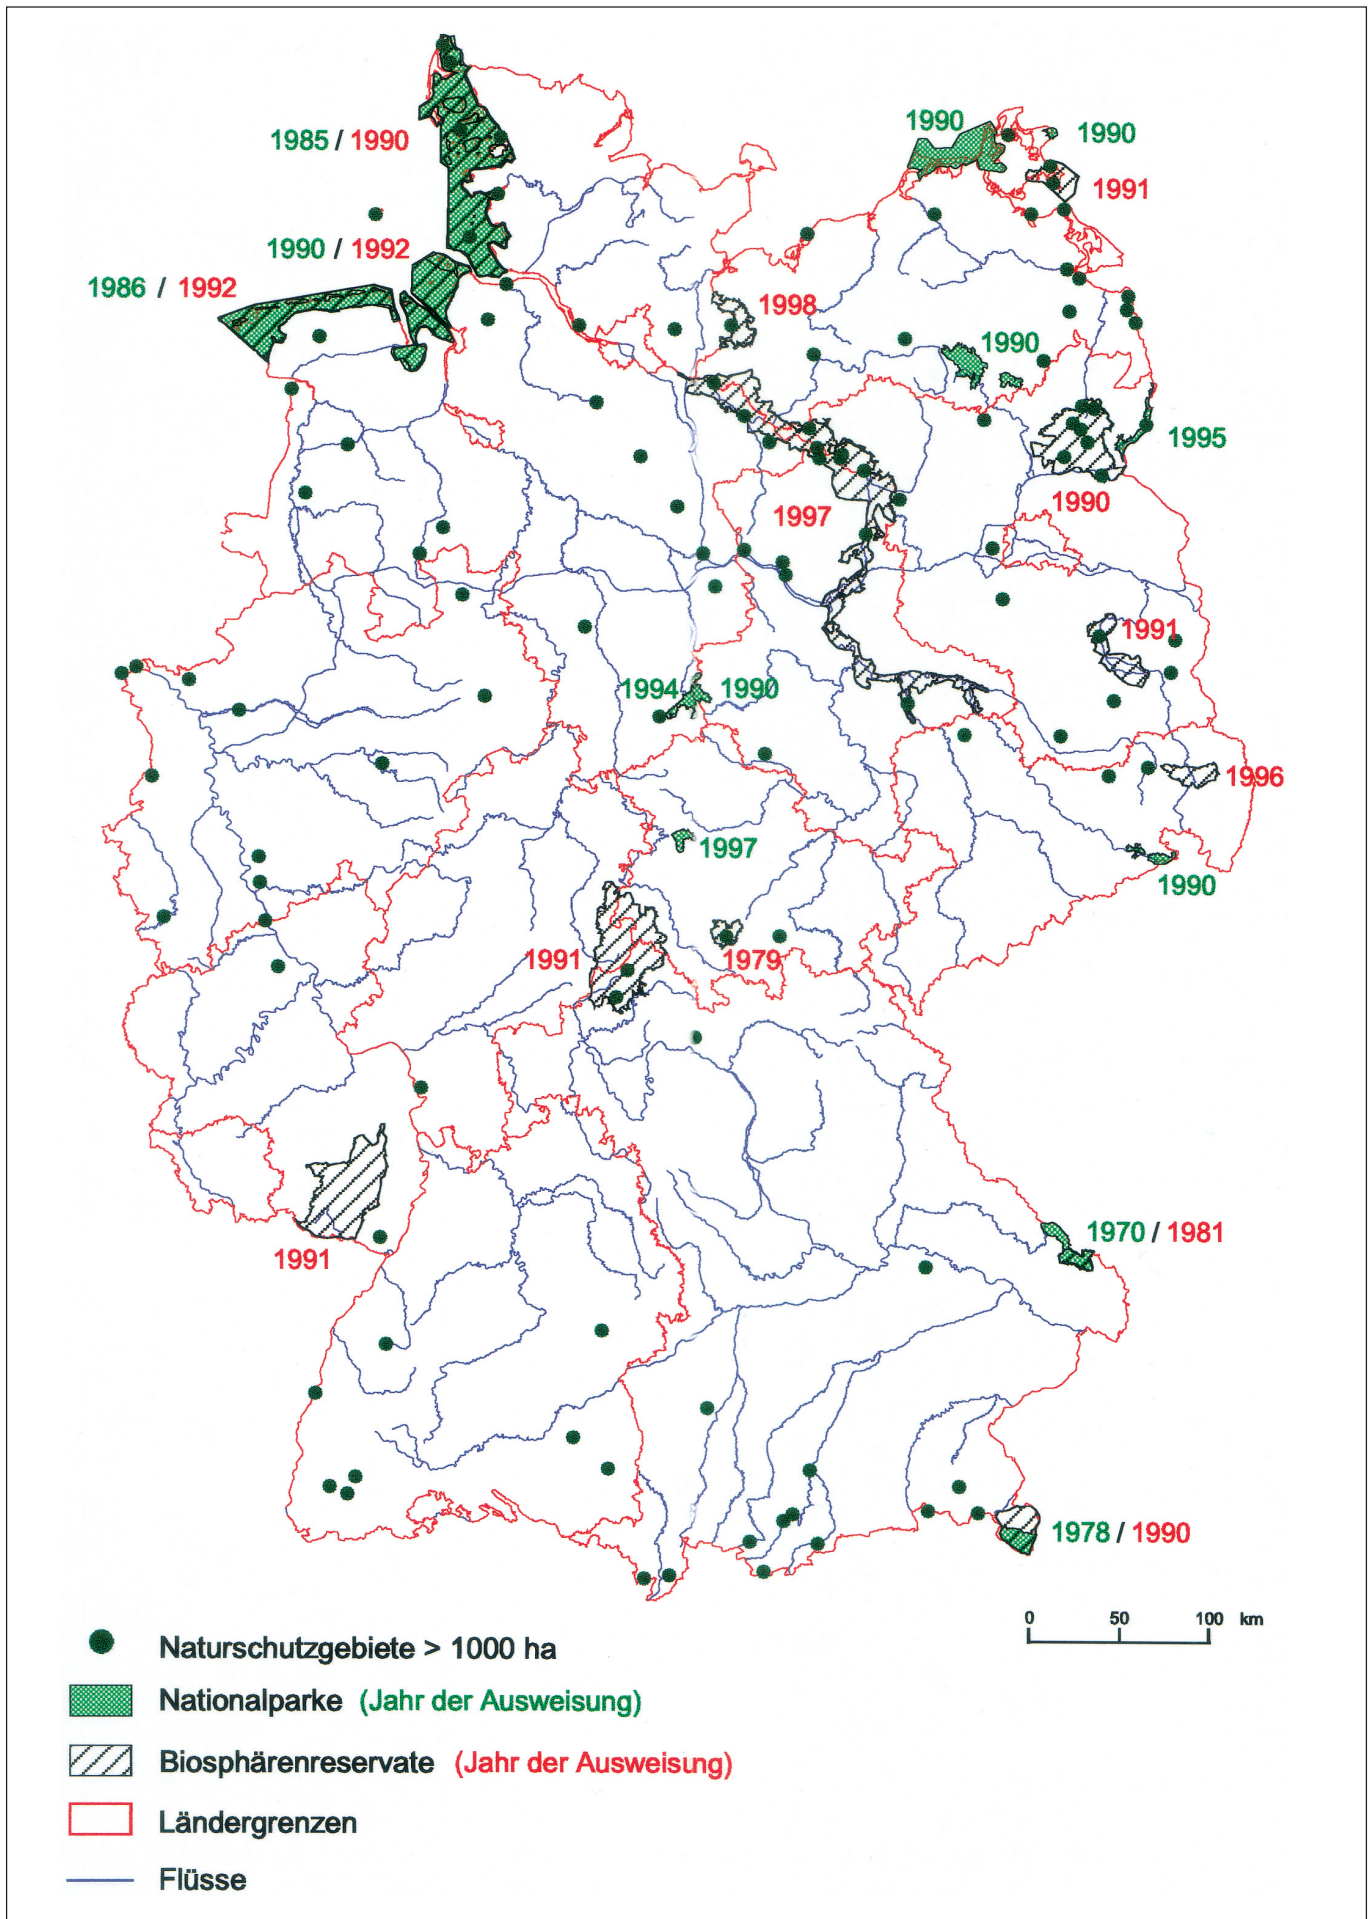 1990
1990
1985 / 1990
1991
1990 / 1992
1986 / 1992
1998
1990
1995
1990
1997
1991
1994 1990
1996
1997
1990
1991
1979
1970 / 1981
1991
1978 / 1990
0 50 100 km
Naturschutzgebiete > 1000 ha
Nationalparke (Jahr der Ausweisung)
Biosphärenreservate (Jahr der Ausweisung)
Ländergrenzen
Flüsse